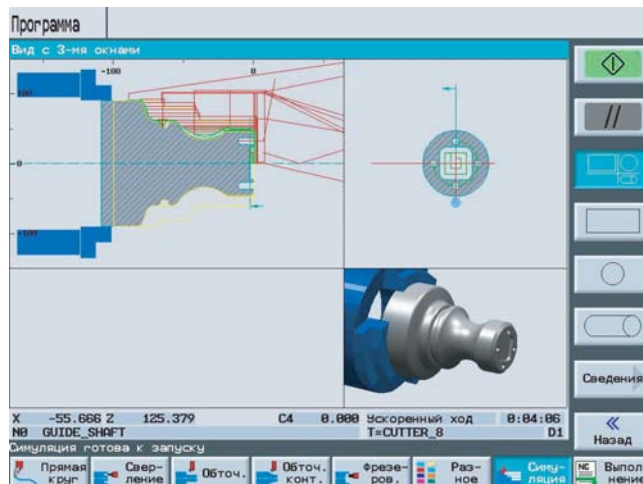 Программа
Вид с 3-мя окнами
-100 0
100
0
-100
Сведения
X -55.666 Z 125.379 C4 0.000 Ускоренный ход 0:04:06
N0 GUIDE_SHAFT T=CUTTER_8 D1
Симуляция готова к запуску
Назад
Прямая круг
Свер- ление
Обточ.
Обточ. конт.
Фрезе- ров.
Раз- ное
Симу- ляция
NC Выпол нени